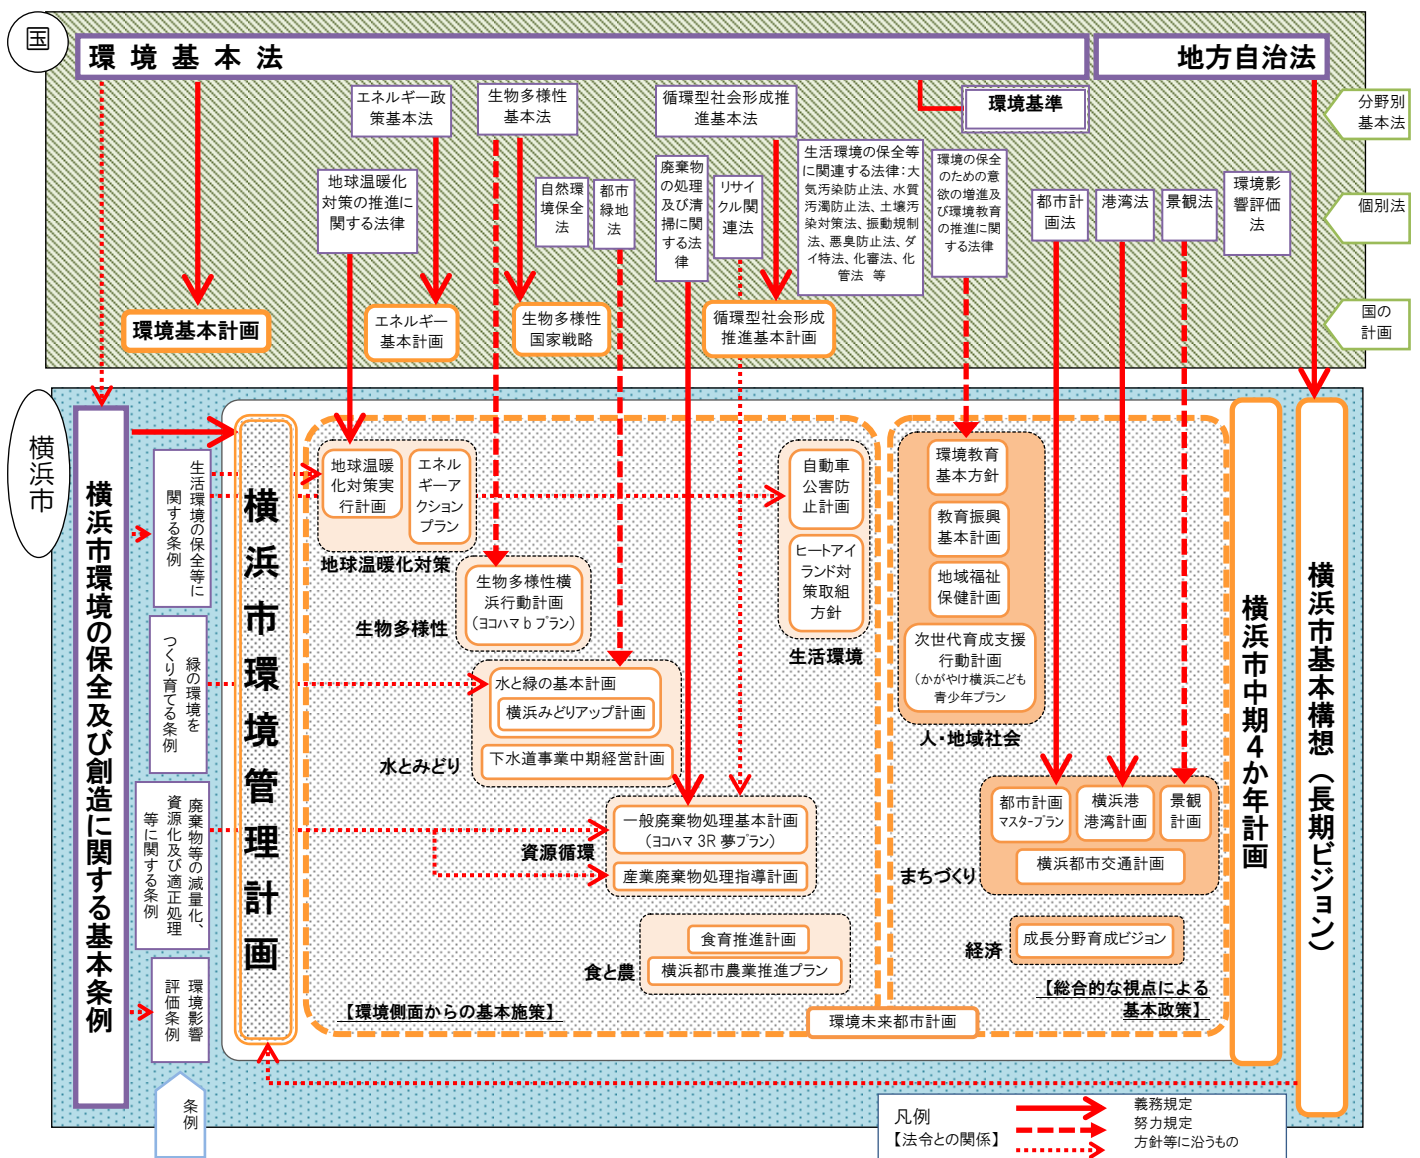 国
環境基本法
地方自治法
エネルギー政
策基本法
生物多様性
基本法
循環型社会形成推
進基本法
環境基準
分野別
基本法
地球温暖化
対策の推進に
関する法律
自然環
境保全
法
都市
緑地
法
廃棄物
の処理
及び清
掃に関
する法
律
リサイ
クル関
連法
生活環境の保全等
に関連する法律：大
気汚染防止法、水質
汚濁防止法、土壌汚
染対策法、振動規制
法、悪臭防止法、ダ
イ特法、化審法、化
管法 等
環境の保全
のための意
欲の増進及
び環境教育
の推進に関
する法律
都市計
画法
港湾法
景観法
環境影
響評価
法
個別法
環境基本計画
エネルギー
基本計画
生物多様性
国家戦略
循環型社会形成
推進基本計画
国の
計画
横浜市
横浜市環境の保全及び創造に関する基本条例
生活環境の保全等に
関する条例
緑の環境を
つくり育てる条例
廃棄物等の減量化、
資源化及び適正処理
等に関する条例
環境影響
評価条例
条例
横浜市環境管理計画
地球温暖
化対策実
行計画
エネル
ギーア
クション
プラン
地球温暖化対策
生物多様性横
浜行動計画
(ヨコハマ b プラン)
生物多様性
水と緑の基本計画
横浜みどりアップ計画
下水道事業中期経営計画
水とみどり
一般廃棄物処理基本計画
(ヨコハマ 3R 夢プラン)
産業廃棄物処理指導計画
資源循環
食育推進計画
横浜都市農業推進プラン
食と農
自動車
公害防
止計画
ヒートアイ
ランド対
策取組
方針
生活環境
【環境側面からの基本施策】
環境教育
基本方針
教育振興
基本計画
地域福祉
保健計画
次世代育成支援
行動計画
(かがやけ横浜こども
青少年プラン
人・地域社会
都市計画
マスタープラン
横浜港
港湾計画
景観
計画
横浜都市交通計画
まちづくり
成長分野育成ビジョン
経済
【総合的な視点による
基本政策】
環境未来都市計画
横浜市中期4か年計画
横浜市基本構想（長期ビジョン）
凡例
【法令との関係】
義務規定
努力規定
方針等に沿うもの